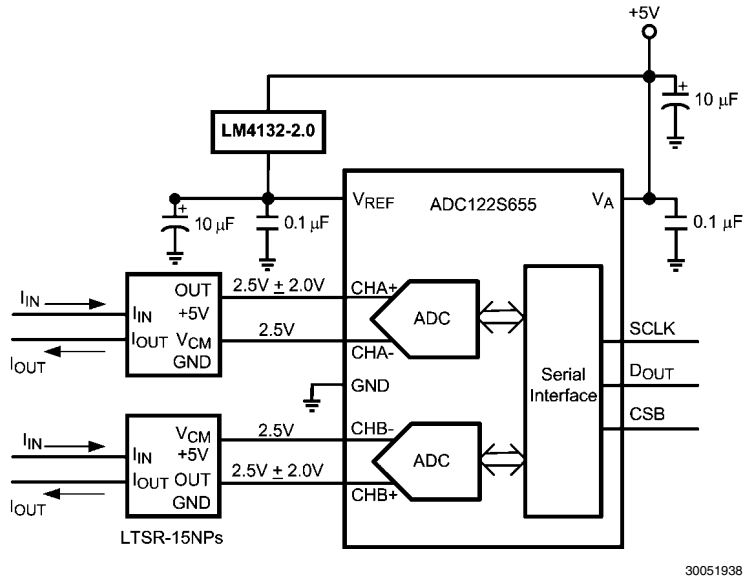 +5V
10 µF
LM4132-2.0
10 µF
0.1 µF
VREF
ADC122S655
VA
0.1 µF
IIN
IOUT
OUT
IIN
+5V
IOUT
VCM
GND
2.5V ± 2.0V
2.5V
CHA+
CHA-
ADC
GND
Serial
Interface
SCLK
DOUT
CSB
IIN
IOUT
VCM
IIN
+5V
IOUT
OUT
GND
LTSR-15NPs
2.5V
2.5V ± 2.0V
CHB-
CHB+
ADC
30051938